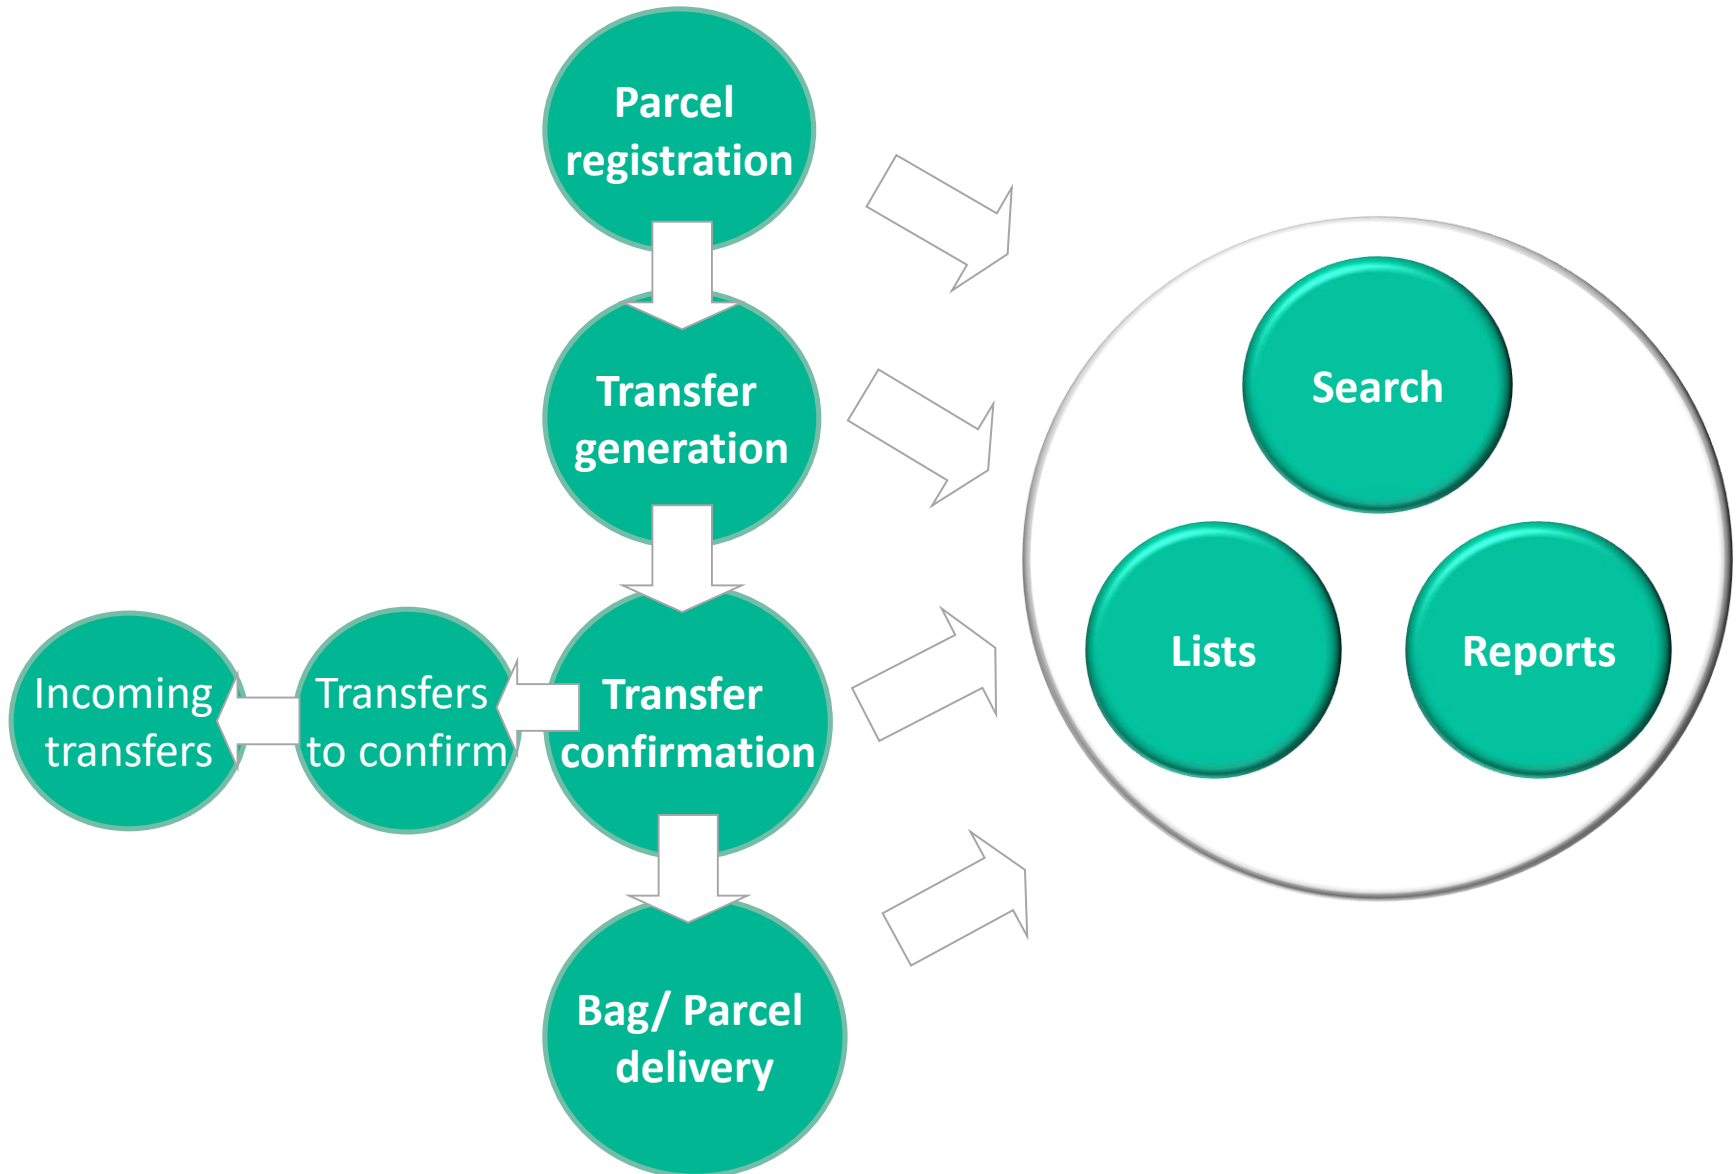 Parcel
registration
Transfer
generation
Incoming
transfers
Transfers
to confirm
Transfer
confirmation
Bag/ Parcel
delivery
Search
Lists
Reports